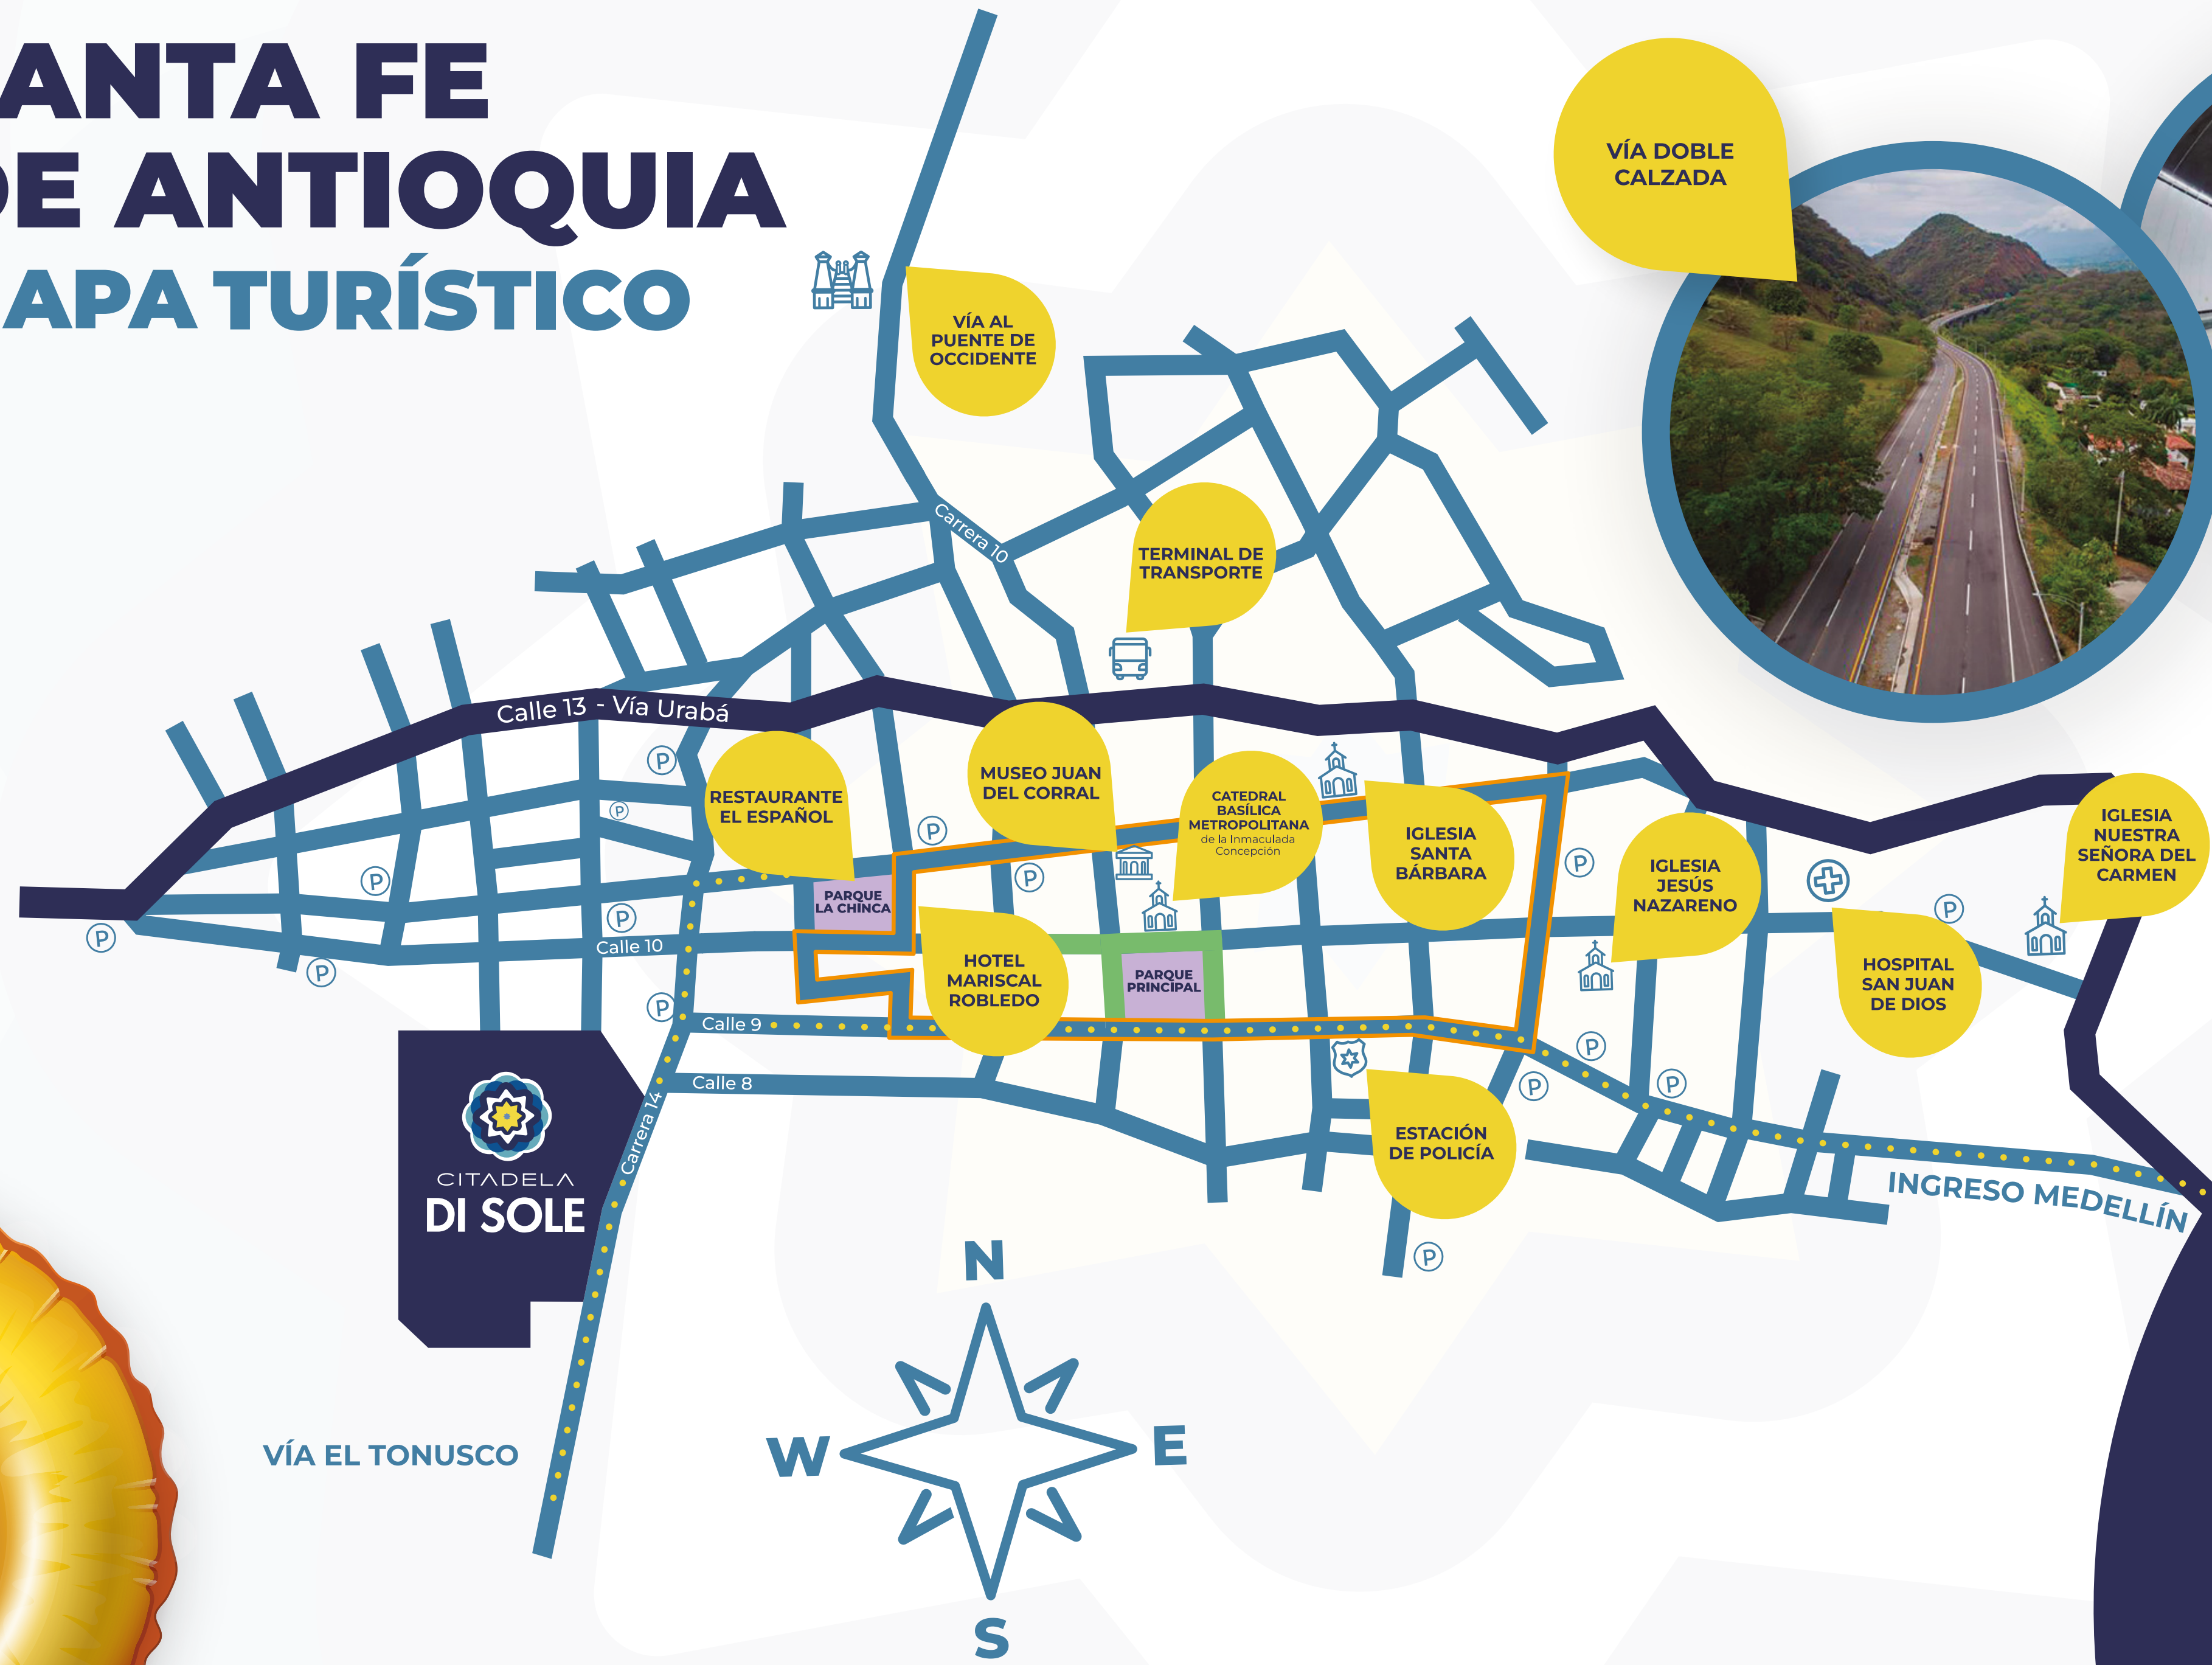 ANTA FE
DE ANTIOQUIA
APA TURÍSTICO
VÍA DOBLE
CALZADA
VÍA AL
PUENTE DE
OCCIDENTE
Carrera 10
TERMINAL DE
TRANSPORTE
Calle 13 - Vía Urabá
P
RESTAURANTE
EL ESPAÑOL
MUSEO JUAN
DEL CORRAL
CATEDRAL
BASÍLICA
METROPOLITANA
de la Inmaculada
Concepción
IGLESIA
SANTA
BÁRBARA
IGLESIA
JESÚS
NAZARENO
IGLESIA
NUESTRA
SEÑORA DEL
CARMEN
P
P
P
P
P
P
P
P
P
PARQUE
LA CHINCA
Calle 10
HOTEL
MARISCAL
ROBLEDO
PARQUE
PRINCIPAL
HOSPITAL
SAN JUAN
DE DIOS
P
Calle 9
P
Calle 8
P
P
Carrera 14
ESTACIÓN
DE POLICÍA
CITADELA
DI SOLE
INGRESO MEDELLÍN
P
N
W
E
S
VÍA EL TONUSCO